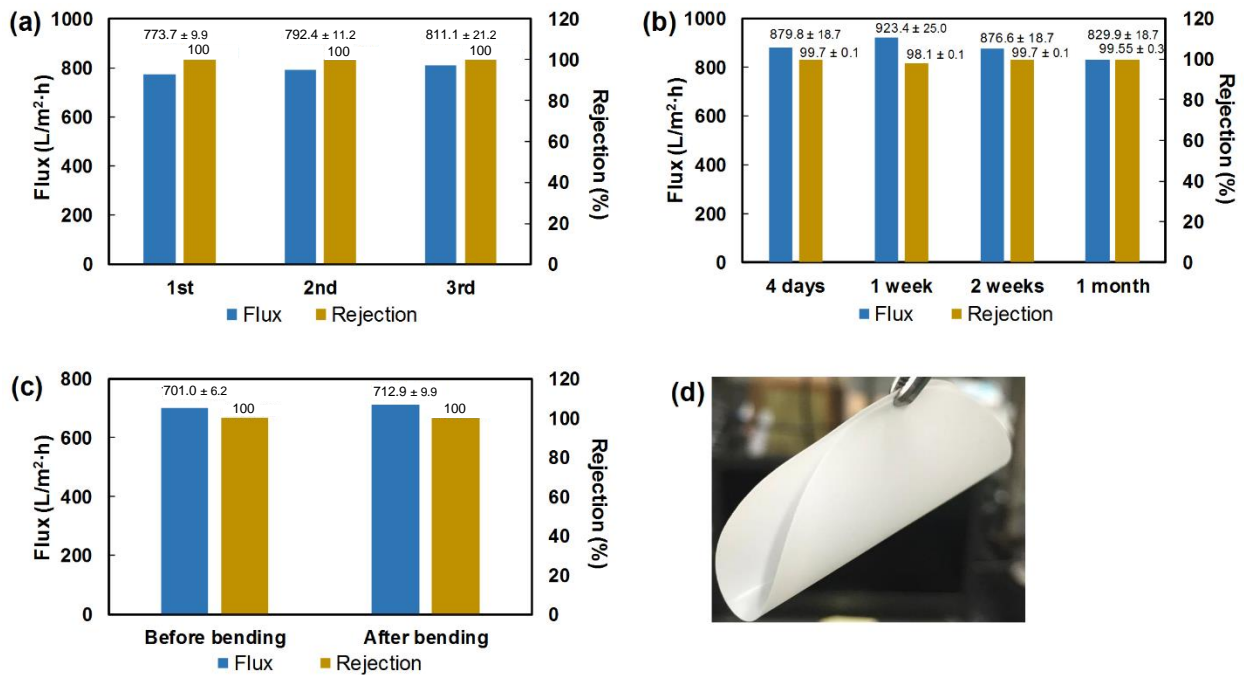 (a)
1000
800
600
400
200
0
Flux (L/m²·h)
773.7 ± 9.9
100
792.4 ± 11.2
100
811.1 ± 21.2
100
120
100
80
60
40
20
0
Rejection (%)
1st 2nd 3rd
Flux Rejection
(b)
1000
800
600
400
200
0
Flux (L/m²·h)
879.8 ± 18.7
99.7 ± 0.1
923.4 ± 25.0
98.1 ± 0.1
876.6 ± 18.7
99.7 ± 0.1
829.9 ± 18.7
99.55 ± 0.3
120
100
80
60
40
20
0
Rejection (%)
4 days 1 week 2 weeks 1 month
Flux Rejection
(c)
800
600
400
200
0
Flux (L/m²·h)
701.0 ± 6.2
100
712.9 ± 9.9
100
120
100
80
60
40
20
0
Rejection (%)
Before bending After bending
Flux Rejection
(d)